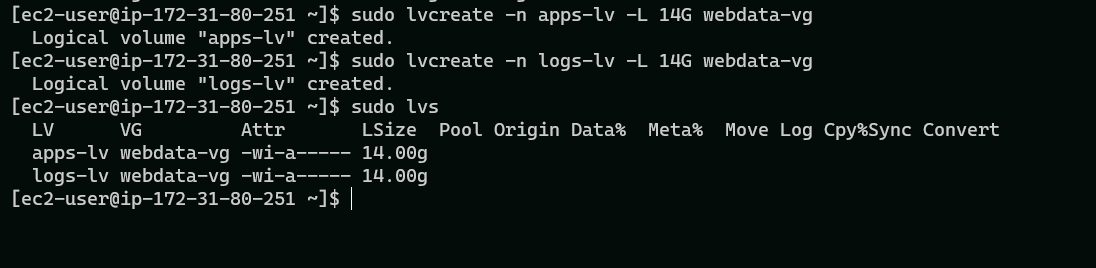 [ec2-user@ip-172-31-80-251 ~]$ sudo lvcreate -n apps-lv -L 14G webdata-vg
  Logical volume "apps-lv" created.
[ec2-user@ip-172-31-80-251 ~]$ sudo lvcreate -n logs-lv -L 14G webdata-vg
  Logical volume "logs-lv" created.
[ec2-user@ip-172-31-80-251 ~]$ sudo lvs
  LV      VG         Attr       LSize  Pool Origin Data%  Meta%  Move Log Cpy%Sync Convert
  apps-lv webdata-vg -wi-a----- 14.00g
  logs-lv webdata-vg -wi-a----- 14.00g
[ec2-user@ip-172-31-80-251 ~]$